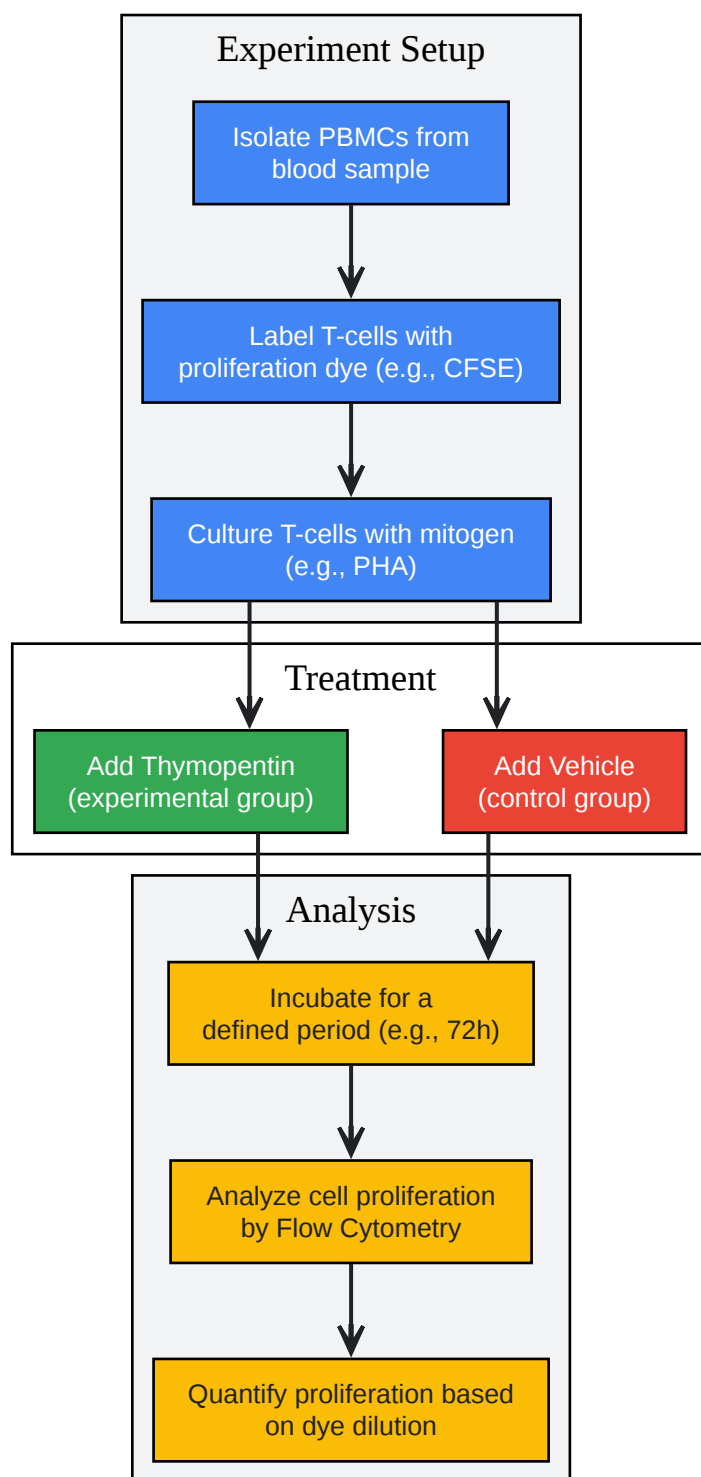 Experiment Setup
Isolate PBMCs from
blood sample
Label T-cells with
proliferation dye (e.g., CFSE)
Culture T-cells with mitogen
(e.g., PHA)
Treatment
Add Thymopentin
(experimental group)
Add Vehicle
(control group)
Analysis
Incubate for a
defined period (e.g., 72h)
Analyze cell proliferation
by Flow Cytometry
Quantify proliferation based
on dye dilution